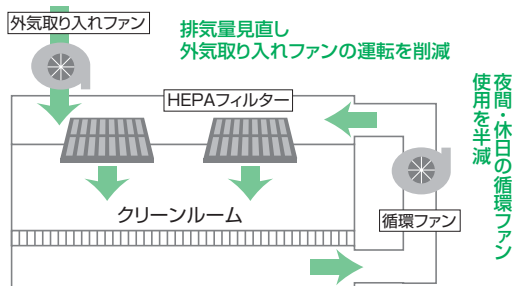 外気取り入れファン
排気量見直し
外気取り入れファンの運転を削減
HEPAフィルター
夜間・休日の循環ファン
使用を半減
クリーンルーム
循環ファン